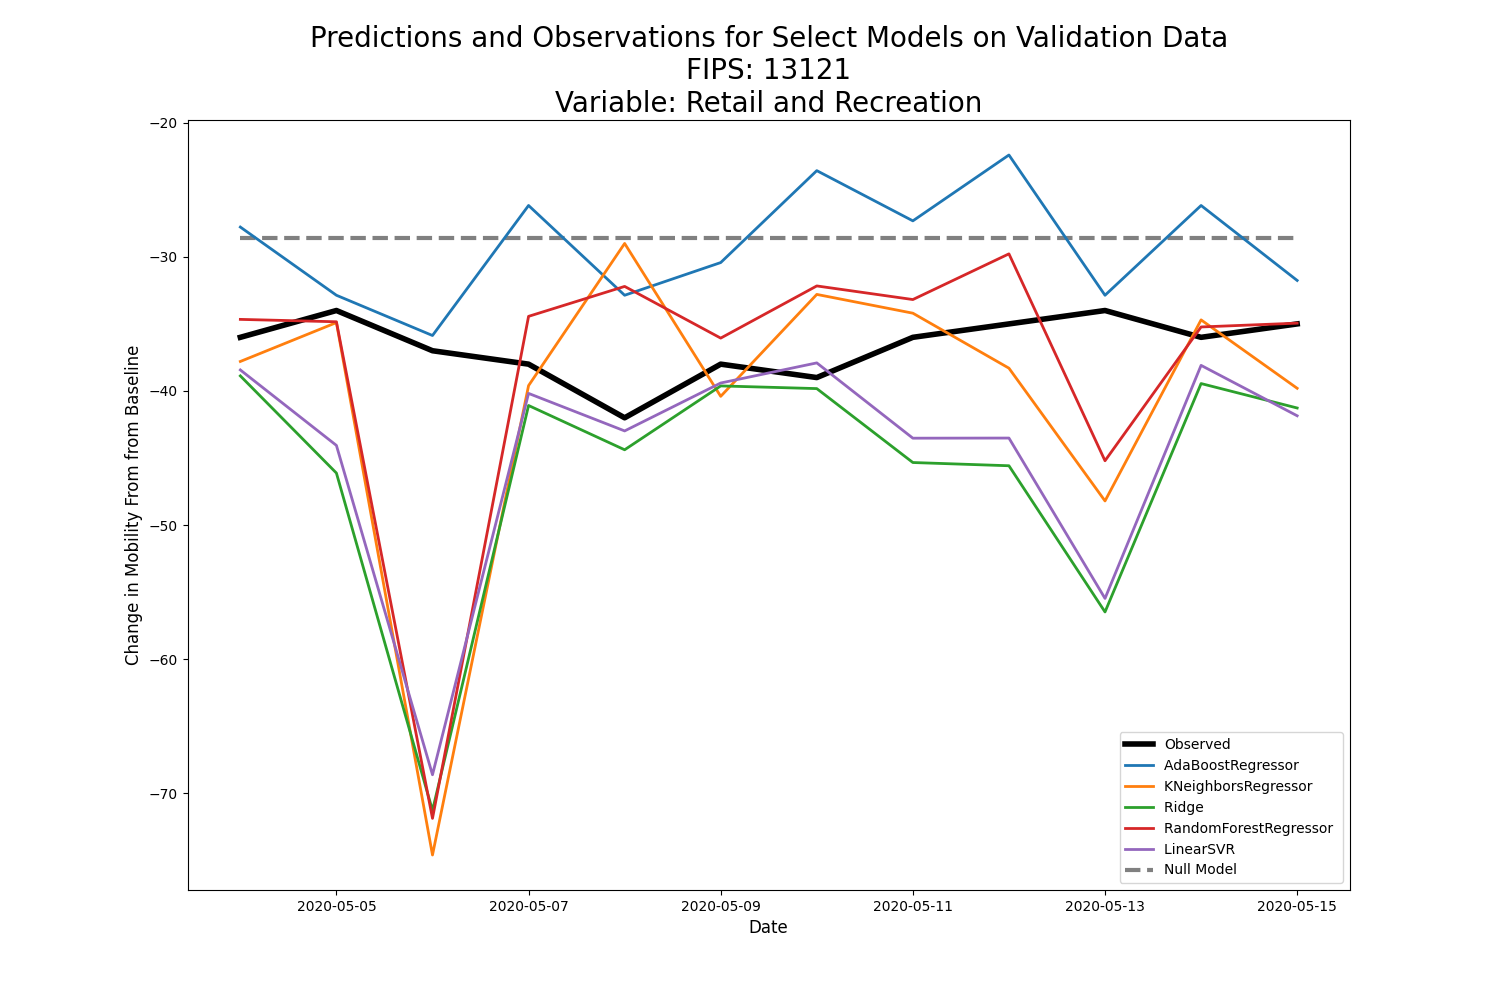 Predictions and Observations for Select Models on Validation Data
FIPS: 13121
Variable: Retail and Recreation
−20
−30
−40
−50
−60
−70
Change in Mobility From from Baseline
2020-05-05
2020-05-07
2020-05-09
2020-05-11
2020-05-13
2020-05-15
Date
Observed
AdaBoostRegressor
KNeighborsRegressor
Ridge
RandomForestRegressor
LinearSVR
Null Model